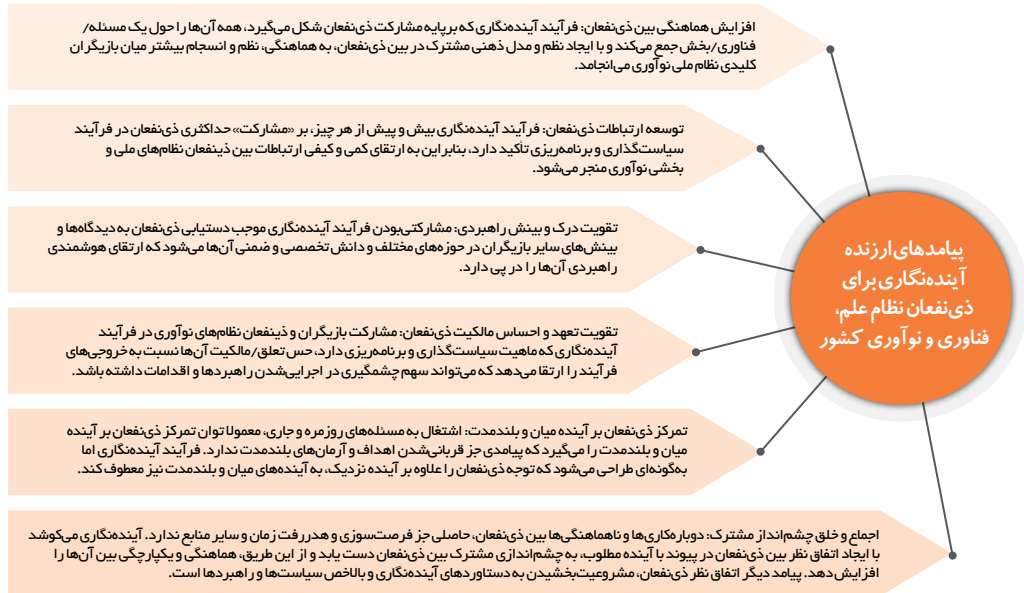 پیامدهای ارزنده
آینده‌نگاری برای
ذی‌نفعان نظام علم،
فناوری و نوآوری کشور
افزایش هماهنگی بین ذی‌نفعان: فرآیند آینده‌نگاری که برپایه مشارکت ذی‌نفعان شکل می‌گیرد، همه آن‌ها را حول یک مسئله/
فناوری/بخش جمع می‌کند و با ایجاد نظم و مدل ذهنی مشترک در بین ذی‌نفعان، به هماهنگی، نظم و انسجام بیشتر میان بازیگران
کلیدی نظام ملی نوآوری می‌انجامد.
توسعه ارتباطات ذی‌نفعان: فرآیند آینده‌نگاری بیش و پیش از هر چیز، بر «مشارکت» حداکثری ذی‌نفعان در فرآیند
سیاست‌گذاری و برنامه‌ریزی تأکید دارد، بنابراین به ارتقای کمی و کیفی ارتباطات بین ذینفعان نظام‌های ملی و
بخشی نوآوری منجر می‌شود.
تقویت درک و بینش راهبردی: مشارکتی‌بودن فرآیند آینده‌نگاری موجب دستیابی ذی‌نفعان به دیدگاه‌ها و
بینش‌های سایر بازیگران در حوزه‌های مختلف و دانش تخصصی و ضمنی آن‌ها می‌شود که ارتقای هوشمندی
راهبردی آن‌ها را در پی دارد.
تقویت تعهد و احساس مالکیت ذی‌نفعان: مشارکت بازیگران و ذینفعان نظام‌های نوآوری در فرآیند
آینده‌نگاری که ماهیت سیاست‌گذاری و برنامه‌ریزی دارد، حس تعلق/مالکیت آن‌ها نسبت به خروجی‌های
فرآیند را ارتقا می‌دهد که می‌تواند سهم چشمگیری در اجرایی‌شدن راهبردها و اقدامات داشته باشد.
تمرکز ذی‌نفعان بر آینده میان و بلندمدت: اشتغال به مسئله‌های روزمره و جاری، معمولا توان تمرکز ذی‌نفعان بر آینده
میان و بلندمدت را می‌گیرد که پیامدی جز قربانی‌شدن اهداف و آرمان‌های بلندمدت ندارد. فرآیند آینده‌نگاری اما
به‌گونه‌ای طراحی می‌شود که توجه ذی‌نفعان را علاوه بر آینده نزدیک، به آینده‌های میان و بلندمدت نیز معطوف کند.
اجماع و خلق چشم‌انداز مشترک: دوباره‌کاری‌ها و ناهماهنگی‌ها بین ذی‌نفعان، حاصلی جز فرصت‌سوزی و هدررفت زمان و سایر منابع ندارد. آینده‌نگاری می‌کوشد
با ایجاد اتفاق نظر بین ذی‌نفعان در پیوند با آینده مطلوب، به چشم‌اندازی مشترک بین ذی‌نفعان دست یابد و از این طریق، هماهنگی و یکپارچگی بین آن‌ها را
افزایش دهد. پیامد دیگر اتفاق نظر ذی‌نفعان، مشروعیت‌بخشیدن به دستاوردهای آینده‌نگاری و بالاخص سیاست‌ها و راهبردها است.